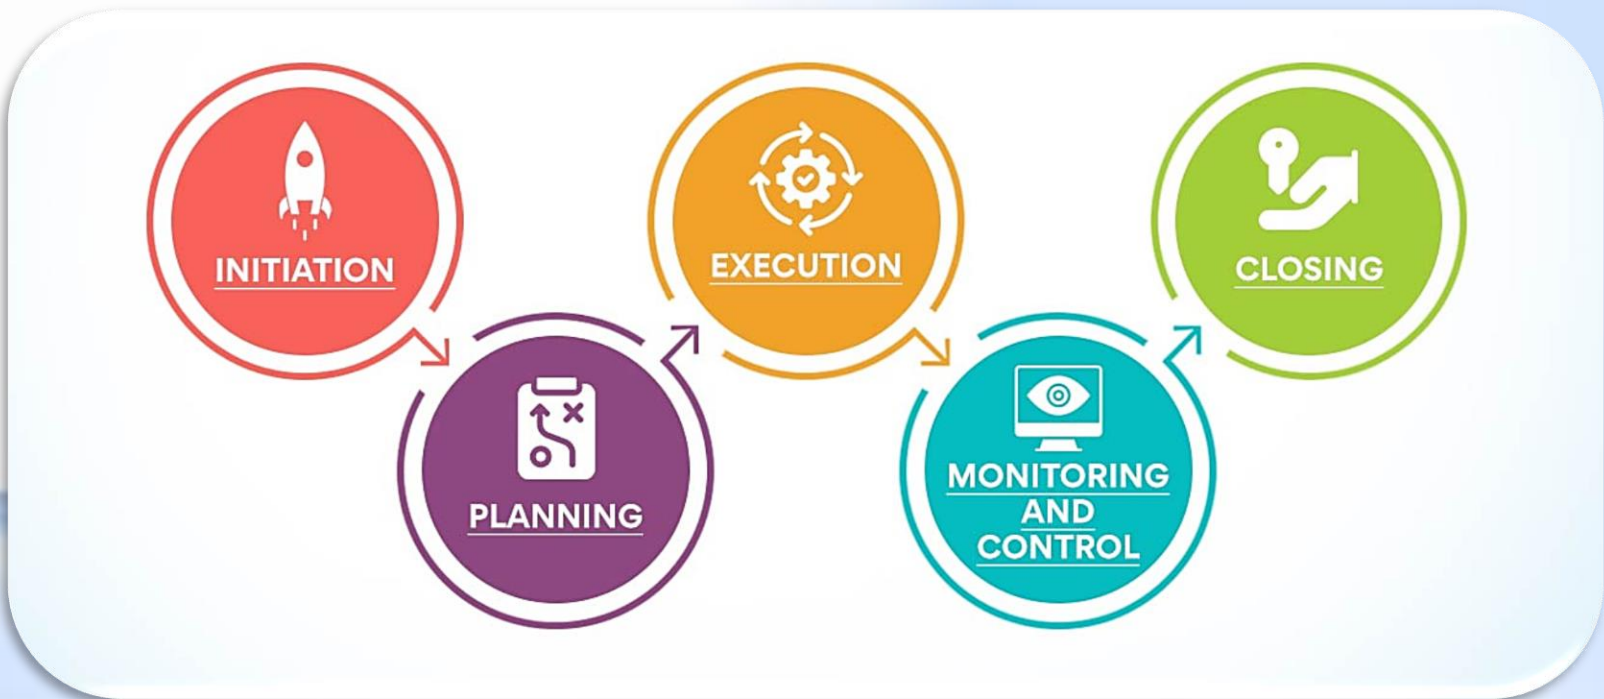 INITIATION
PLANNING
EXECUTION
MONITORING
AND
CONTROL
CLOSING